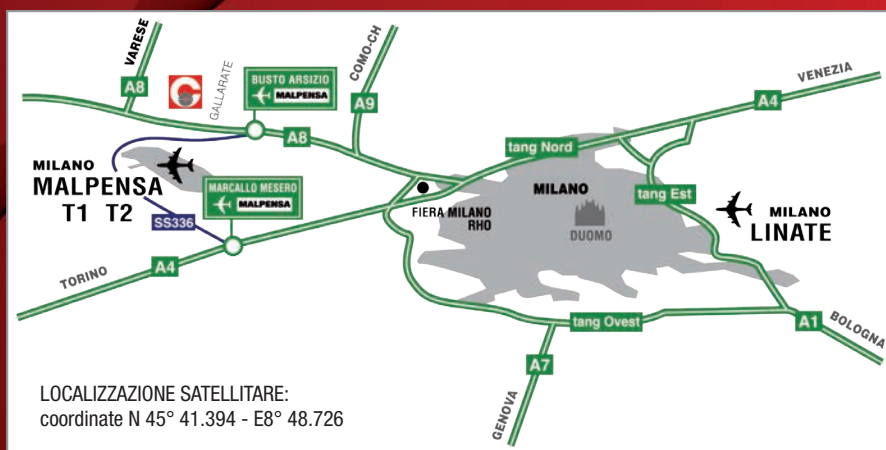 VARESE
A8
GALLARATE
BUSTO ARSIZIO
MALPENSA
COMO-CH
A9
A8
VENEZIA
A4
tang Nord
MILANO
MALPENSA
T1 T2
SS336
MARCALLO MESERO
MALPENSA
FIERA MILANO
RHO
MILANO
DUOMO
tang Est
MILANO
LINATE
TORINO
A4
tang Ovest
A1
BOLOGNA
A7
GENOVA
LOCALIZZAZIONE SATELLITARE:
coordinate N 45° 41.394 - E8° 48.726